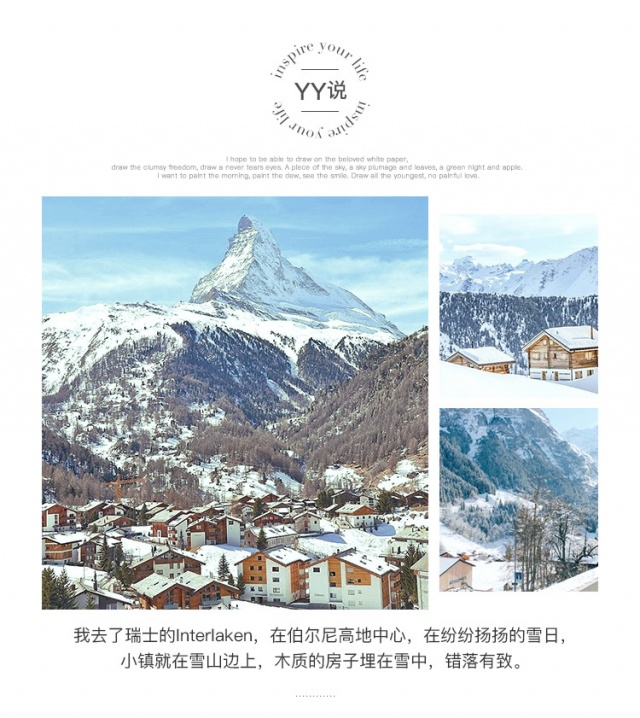 inspire your life
YY说
inspire your life
I hope to be able to draw on the beloved white paper,
draw the clumsy freedom, draw a never tears eyes. A piece of the sky, a sky plumage and leaves, a green night and apple.
I want to paint the morning, paint the dew, see the smile. Draw all the youngest, no painful love.
我去了瑞士的Interlaken，在伯尔尼高地中心，在纷纷扬扬的雪日，
小镇就在雪山边上，木质的房子埋在雪中，错落有致。
............